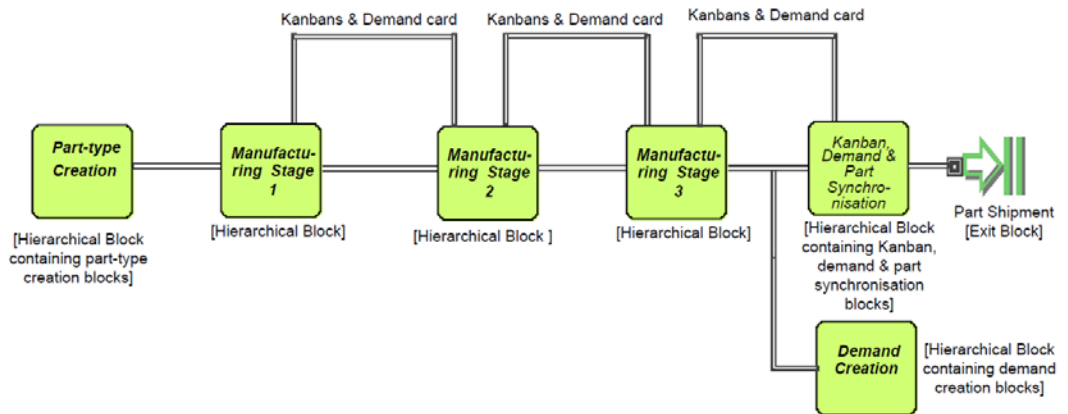 Kanbans & Demand card
Kanbans & Demand card
Kanbans & Demand card
Part-type
Creation
[Hierarchical Block
containing part-type
creation blocks]
Manufactu-
ring Stage
1
[Hierarchical Block]
Manufactu-
ring Stage
2
[Hierarchical Block ]
Manufactu-
ring Stage
3
[Hierarchical Block]
Kanban,
Demand &
Part
Synchro-
nisation
[Hierarchical Block
containing Kanban,
demand & part
synchronisation
blocks]
Part Shipment
[Exit Block]
Demand
Creation
[Hierarchical Block
containing demand
creation blocks]